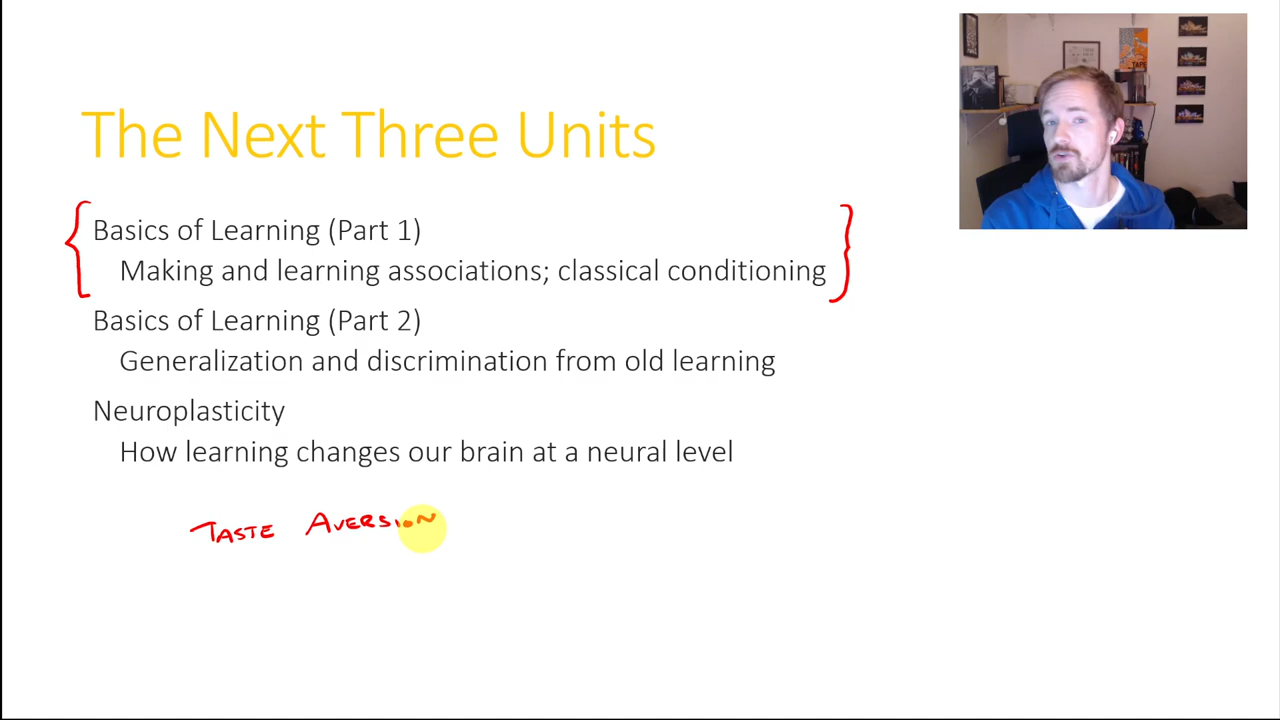 The Next Three Units
Basics of Learning (Part 1)
Making and learning associations; classical conditioning
Basics of Learning (Part 2)
Generalization and discrimination from old learning
Neuroplasticity
How learning changes our brain at a neural level
TASTE AVERSION
TAPE